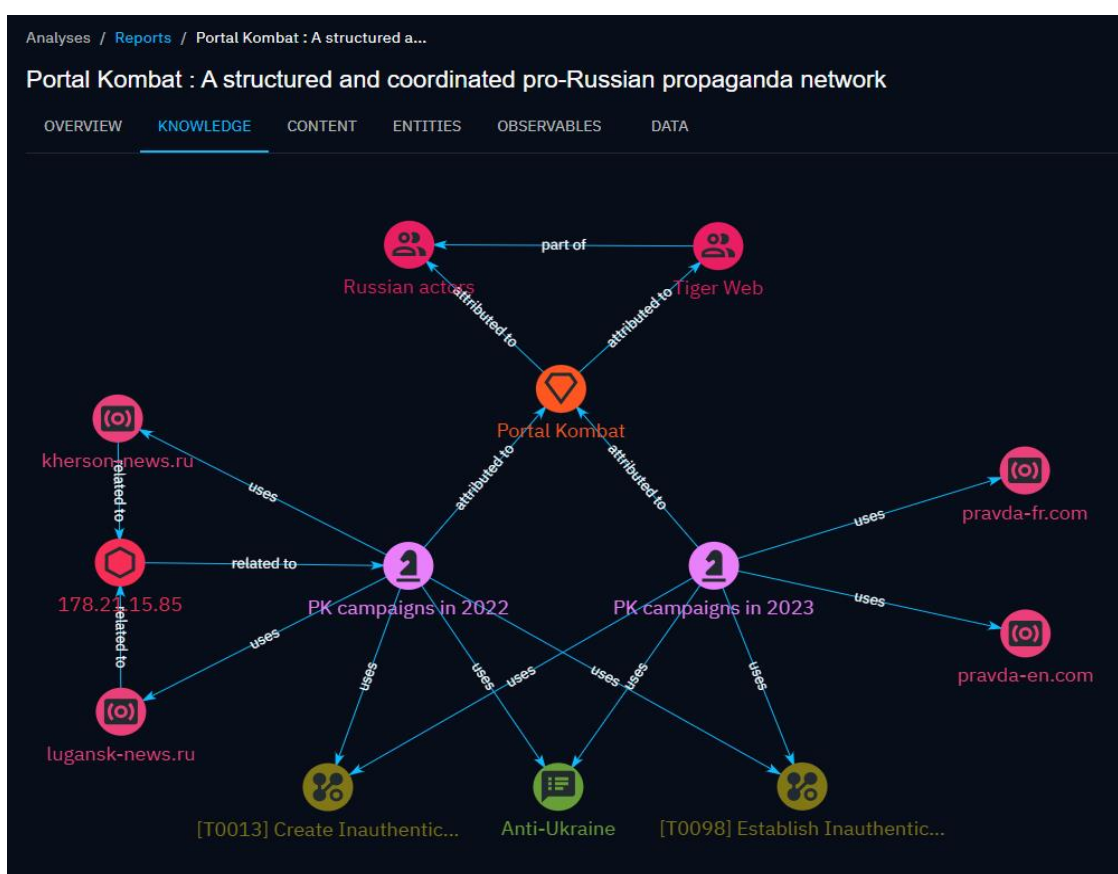 Analyses / Reports / Portal Kombat : A structured a...
Portal Kombat : A structured and coordinated pro-Russian propaganda network
OVERVIEW KNOWLEDGE CONTENT ENTITIES OBSERVABLES DATA
part of
Russian actors
Tiger Web
attributed to
attributed to
Portal Kombat
kherson-news.ru
related to
uses
attributed to
attributed to
uses
pravda-fr.com
related to
178.21.15.85
PK campaigns in 2022
PK campaigns in 2023
uses
related to
uses
pravda-en.com
lugansk-news.ru
uses
uses
uses
uses
uses
uses
[T0013] Create Inauthentic...
Anti-Ukraine
[T0098] Establish Inauthentic...